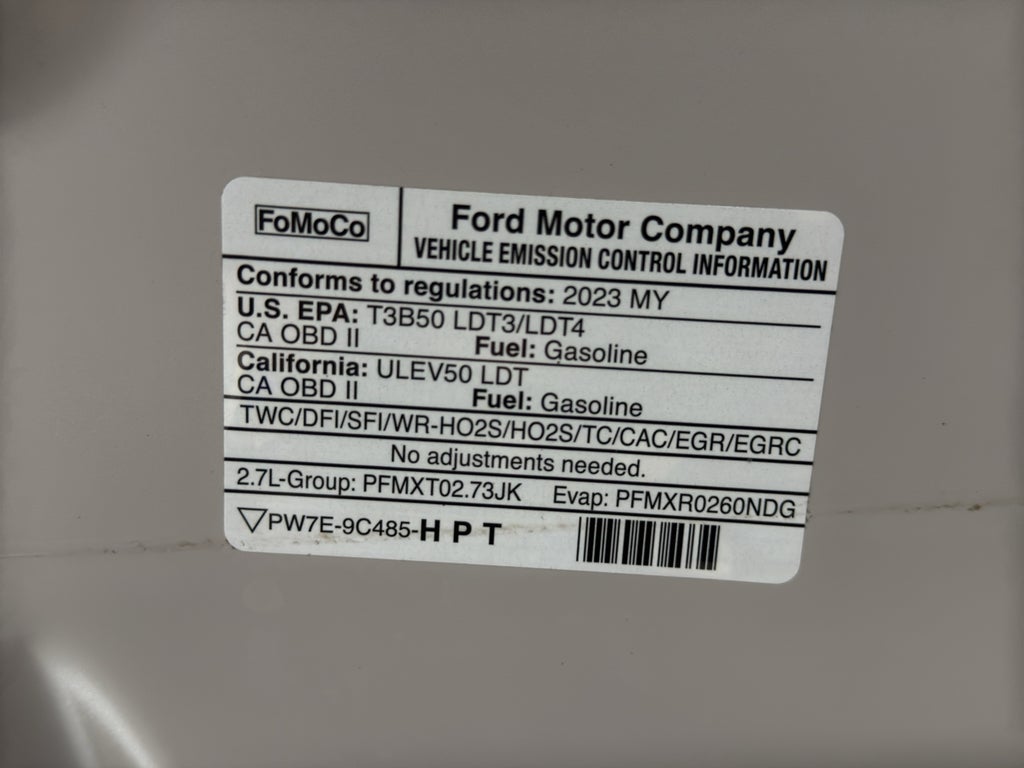 FoMoCo
Ford Motor Company
VEHICLE EMISSION CONTROL INFORMATION
Conforms to regulations: 2023 MY
U.S. EPA: T3B50 LDT3/LDT4
CA OBD II Fuel: Gasoline
California: ULEV50 LDT
CA OBD II Fuel: Gasoline
TWC/DFI/SFI/WR-HO2S/HO2S/TC/CAC/EGR/EGRC
No adjustments needed.
2.7L-Group: PFMXT02.73JK Evap: PFMXR0260NDG
PW7E-9C485-HPT